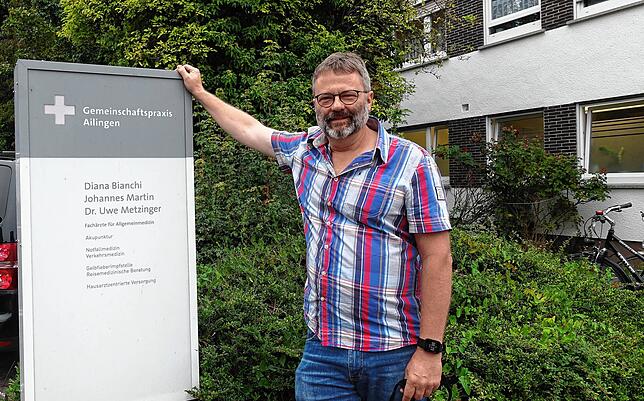 Gemeinschaftspraxis
Ailingen
Diana Bianchi
Johannes Martin
Dr. Uwe Metzinger
Fachärzte für Allgemeinmedizin
Akupunktur
Notfallmedizin
Verkehrsmedizin
Gelbfieberimpfstelle
Reisemedizinische Beratung
Hausarztzentrierte Versorgung